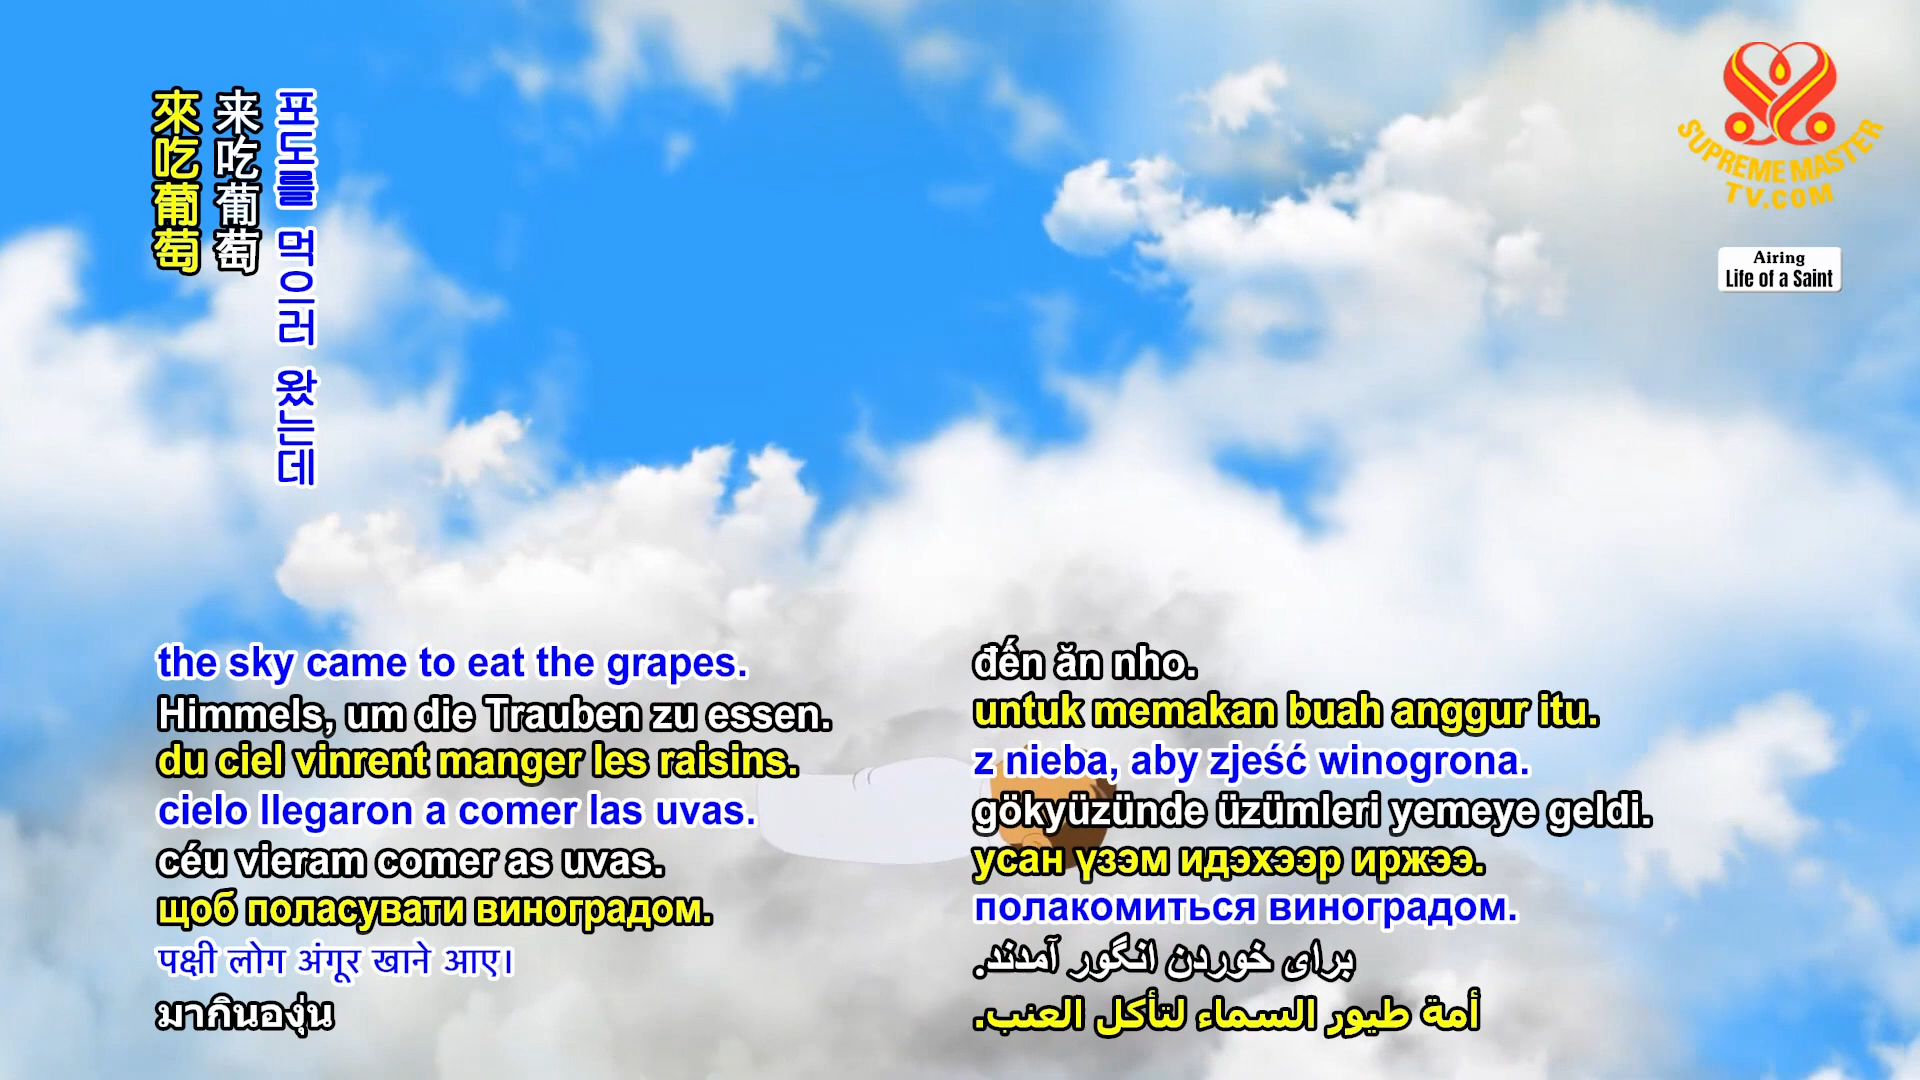 來吃葡萄
来吃葡萄
포도를 먹으러 왔는데
SUPREME MASTER
TV.COM
Airing
Life of a Saint
the sky came to eat the grapes.
Himmels, um die Trauben zu essen.
du ciel vinrent manger les raisins.
cielo llegaron a comer las uvas.
céu vieram comer as uvas.
щоб поласувати виноградом.
पक्षी लोग अंगूर खाने आए।
มากินองุ่น
đến ăn nho.
untuk memakan buah anggur itu.
z nieba, aby zjeść winogrona.
gökyüzünde üzümleri yemeye geldi.
усан үзэм идэхээр иржээ.
полакомиться виноградом.
برای خوردن انگور آمدند.
أمة طيور السماء لتأكل العنب.